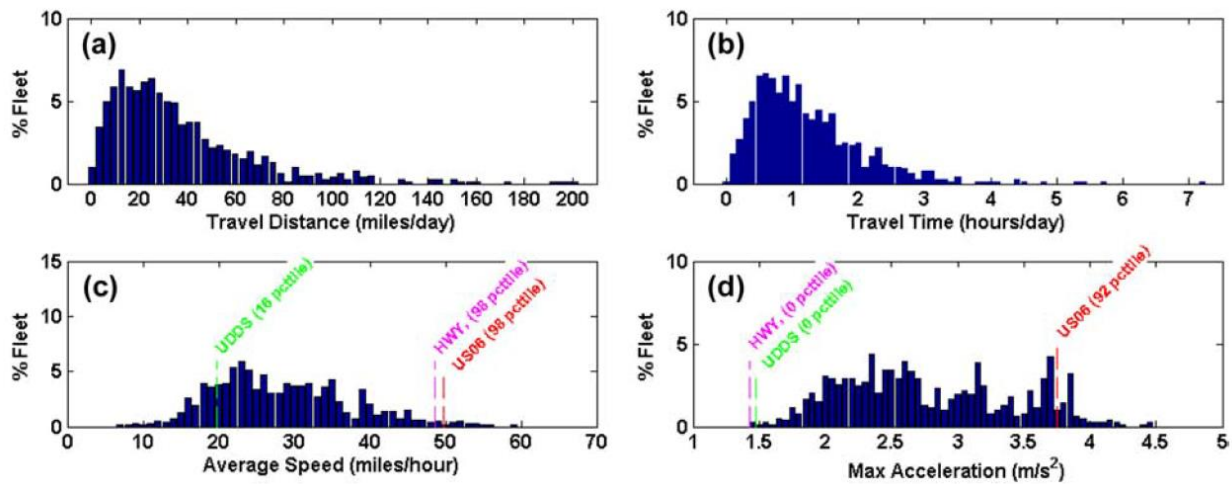 (a)
% Fleet
10
5
0
0 20 40 60 80 100 120 140 160 180 200
Travel Distance (miles/day)
(b)
% Fleet
10
5
0
0 1 2 3 4 5 6 7
Travel Time (hours/day)
(c)
% Fleet
15
10
5
0
UDDS (16 pcttile)
HWY, (98 pcttile)
US06 (98 pcttile)
0 10 20 30 40 50 60 70
Average Speed (miles/hour)
(d)
% Fleet
10
5
0
HWY, (0 pcttile)
UDDS (0 pcttile)
US06 (92 pcttile)
1 1.5 2 2.5 3 3.5 4 4.5 5
Max Acceleration (m/s²)